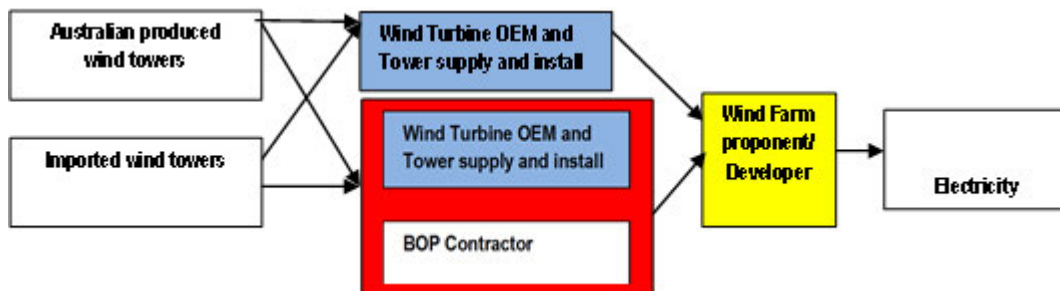 Australian produced
wind towers
Wind Turbine OEM and
Tower supply and install
Imported wind towers
Wind Turbine OEM and
Tower supply and install
BOP Contractor
Wind Farm
proponent/
Developer
Electricity